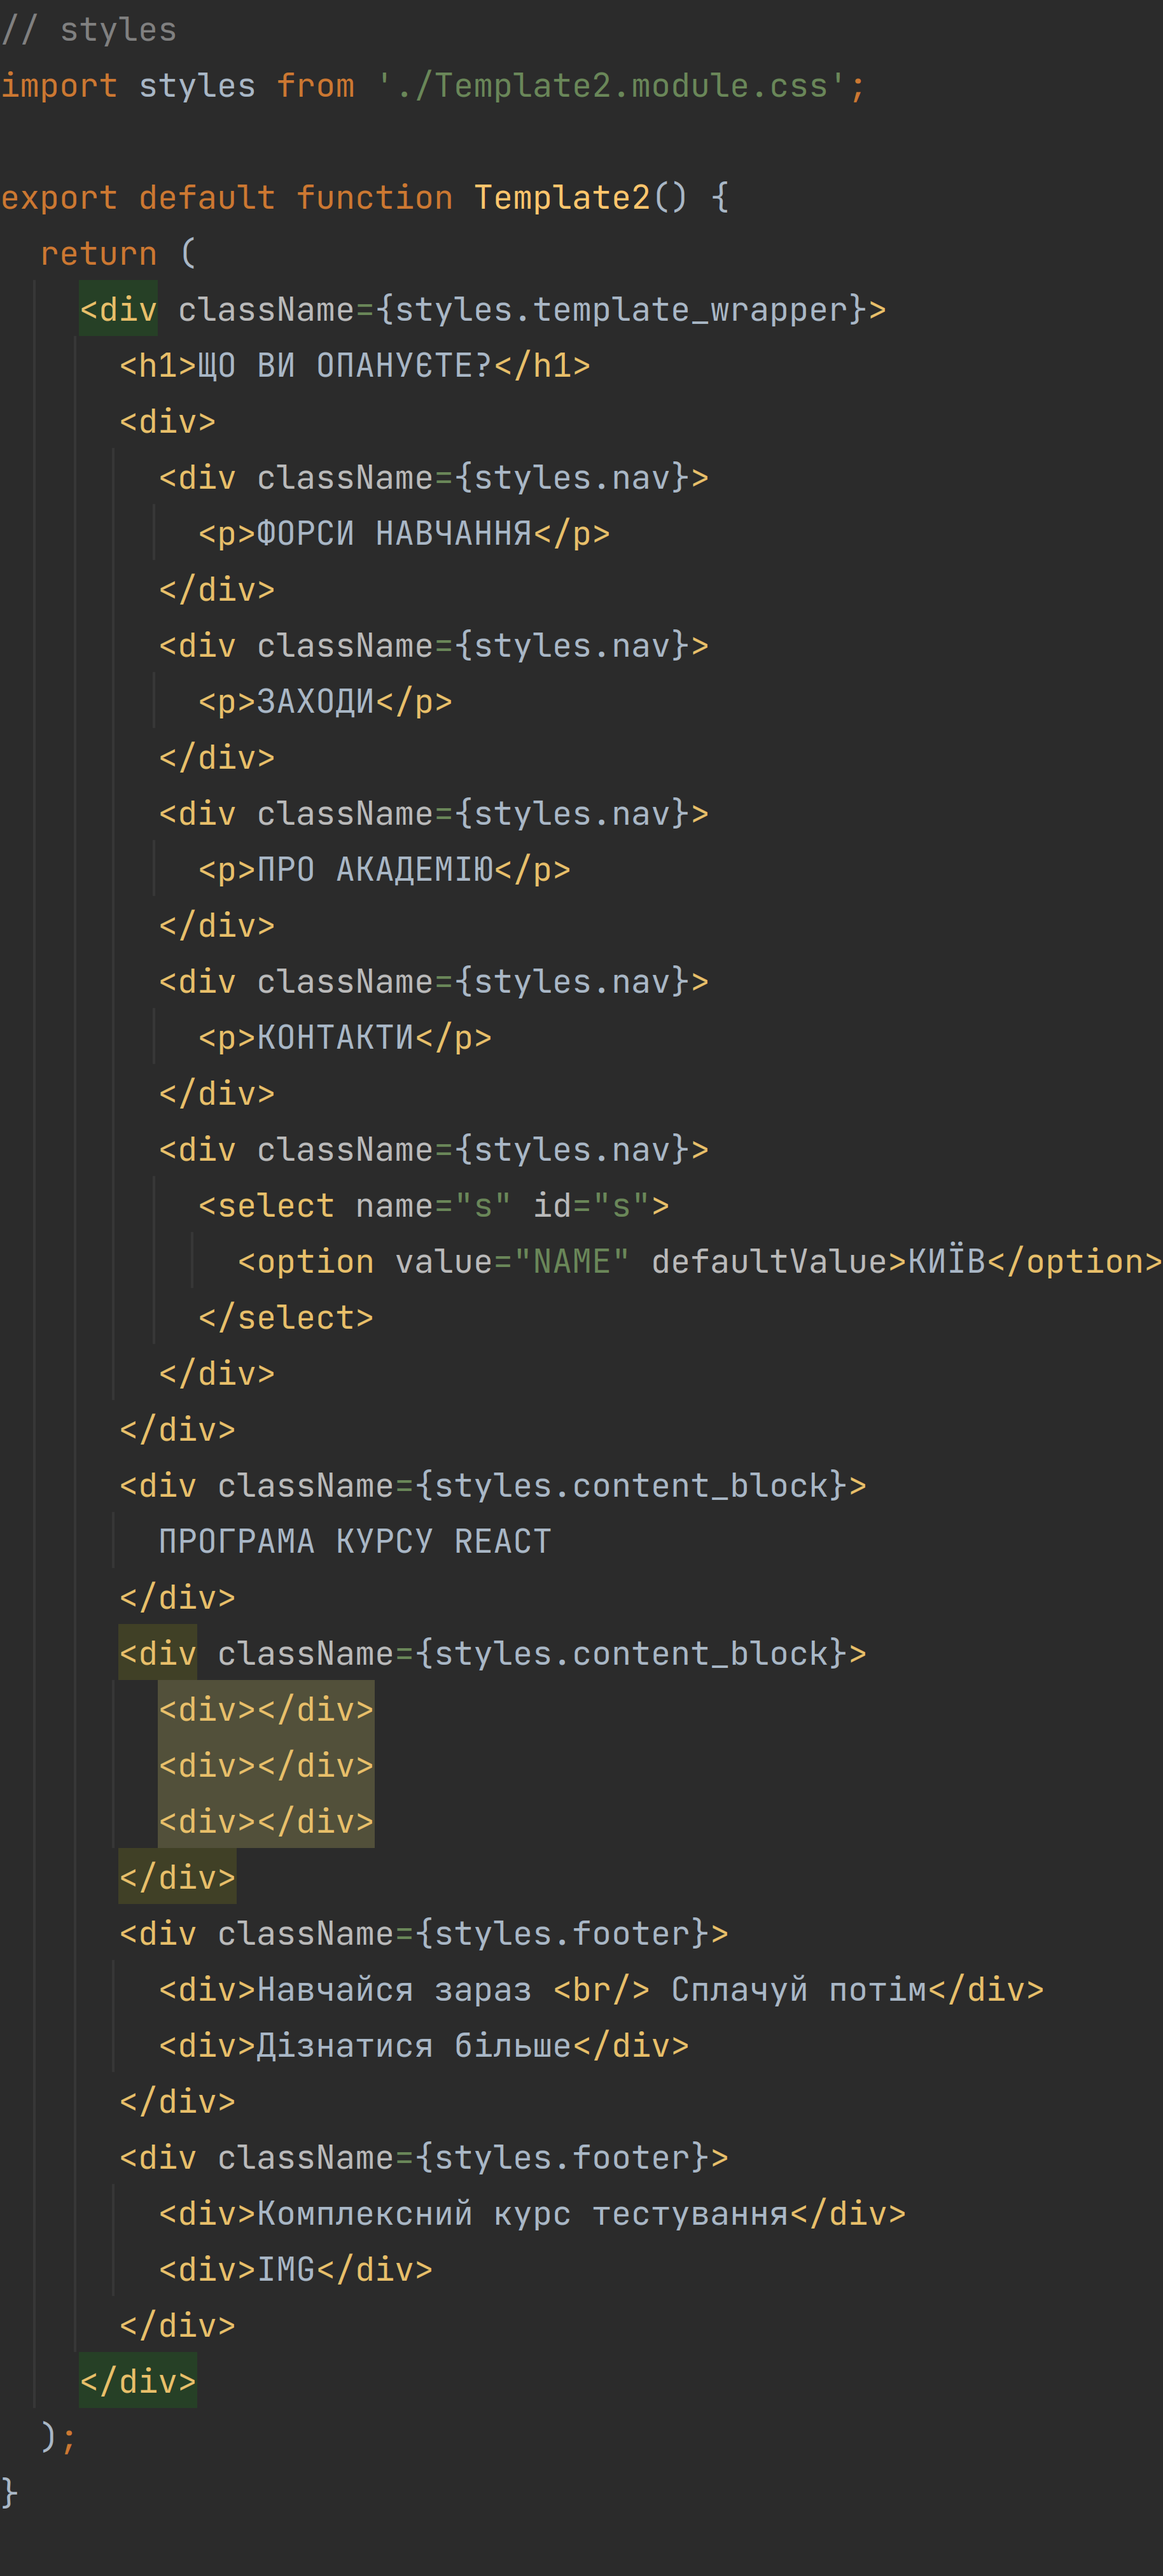 // styles
import styles from './Template2.module.css';

export default function Template2() {
  return (
    <div className={styles.template_wrapper}>
      <h1>ЩО ВИ ОПАНУЄТЕ?</h1>
      <div>
        <div className={styles.nav}>
          <p>ФОРСИ НАВЧАННЯ</p>
        </div>
        <div className={styles.nav}>
          <p>ЗАХОДИ</p>
        </div>
        <div className={styles.nav}>
          <p>ПРО АКАДЕМІЮ</p>
        </div>
        <div className={styles.nav}>
          <p>КОНТАКТИ</p>
        </div>
        <div className={styles.nav}>
          <select name="s" id="s">
            <option value="NAME" defaultValue>КИЇВ</option>
          </select>
        </div>
      </div>
      <div className={styles.content_block}>
        ПРОГРАМА КУРСУ REACT
      </div>
      <div className={styles.content_block}>
        <div></div>
        <div></div>
        <div></div>
      </div>
      <div className={styles.footer}>
        <div>Навчайся зараз <br/> Сплачуй потім</div>
        <div>Дізнатися більше</div>
      </div>
      <div className={styles.footer}>
        <div>Комплексний курс тестування</div>
        <div>IMG</div>
      </div>
    </div>
  );
}